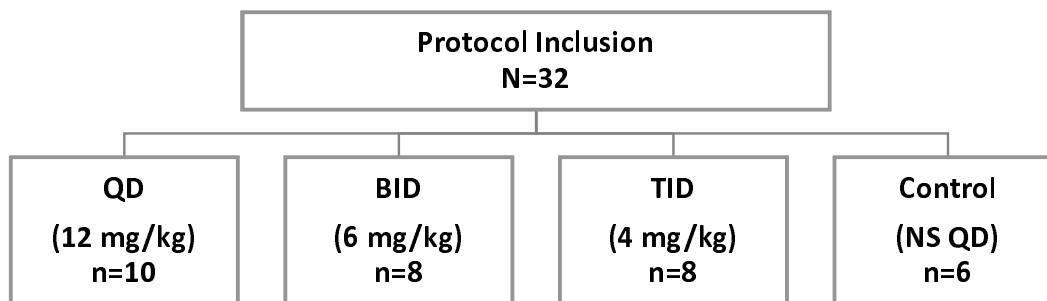 Protocol Inclusion
N=32
QD
(12 mg/kg)
n=10
BID
(6 mg/kg)
n=8
TID
(4 mg/kg)
n=8
Control
(NS QD)
n=6